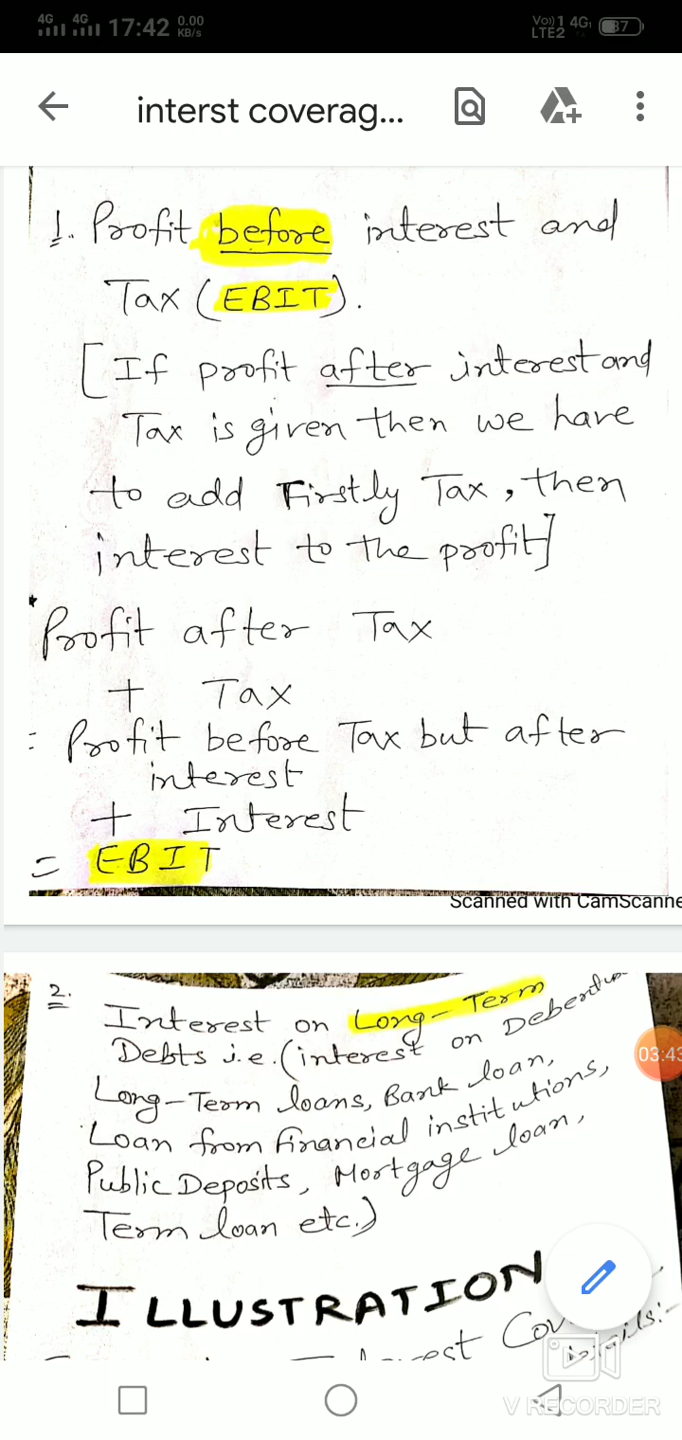 4G 4G 17:42 0.00 KB/s Vo)) 1 4G LTE2 37
interst coverag...
1. Profit before interest and
Tax (EBIT).
[If profit after interest and
Tax is given then we have
to add Firstly Tax, then
interest to the profit]
Profit after Tax
+ Tax
= Profit before Tax but after
interest
+ Interest
= EBIT
Scanned with CamScanne
2.
Interest on Long-Term
Debts i.e. (interest on Debentu
Long-Term loans, Bank loan,
Loan from financial institutions,
Public Deposits, Mortgage loan,
Term loan etc.)
03:43
ILLUSTRATION
est Cov
V RECORDER